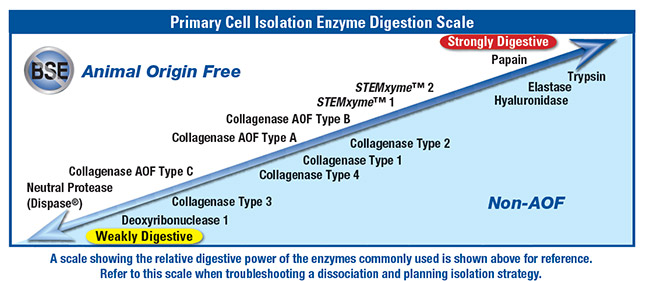 Primary Cell Isolation Enzyme Digestion Scale
BSE
Animal Origin Free
Strongly Digestive
Papain
Trypsin
Elastase
Hyaluronidase
STEMxyme™ 2
STEMxyme™ 1
Collagenase AOF Type B
Collagenase AOF Type A
Collagenase Type 2
Collagenase Type 1
Collagenase Type 4
Collagenase AOF Type C
Neutral Protease
(Dispase®)
Collagenase Type 3
Deoxyribonuclease 1
Non-AOF
Weakly Digestive
A scale showing the relative digestive power of the enzymes commonly used is shown above for reference.
Refer to this scale when troubleshooting a dissociation and planning isolation strategy.